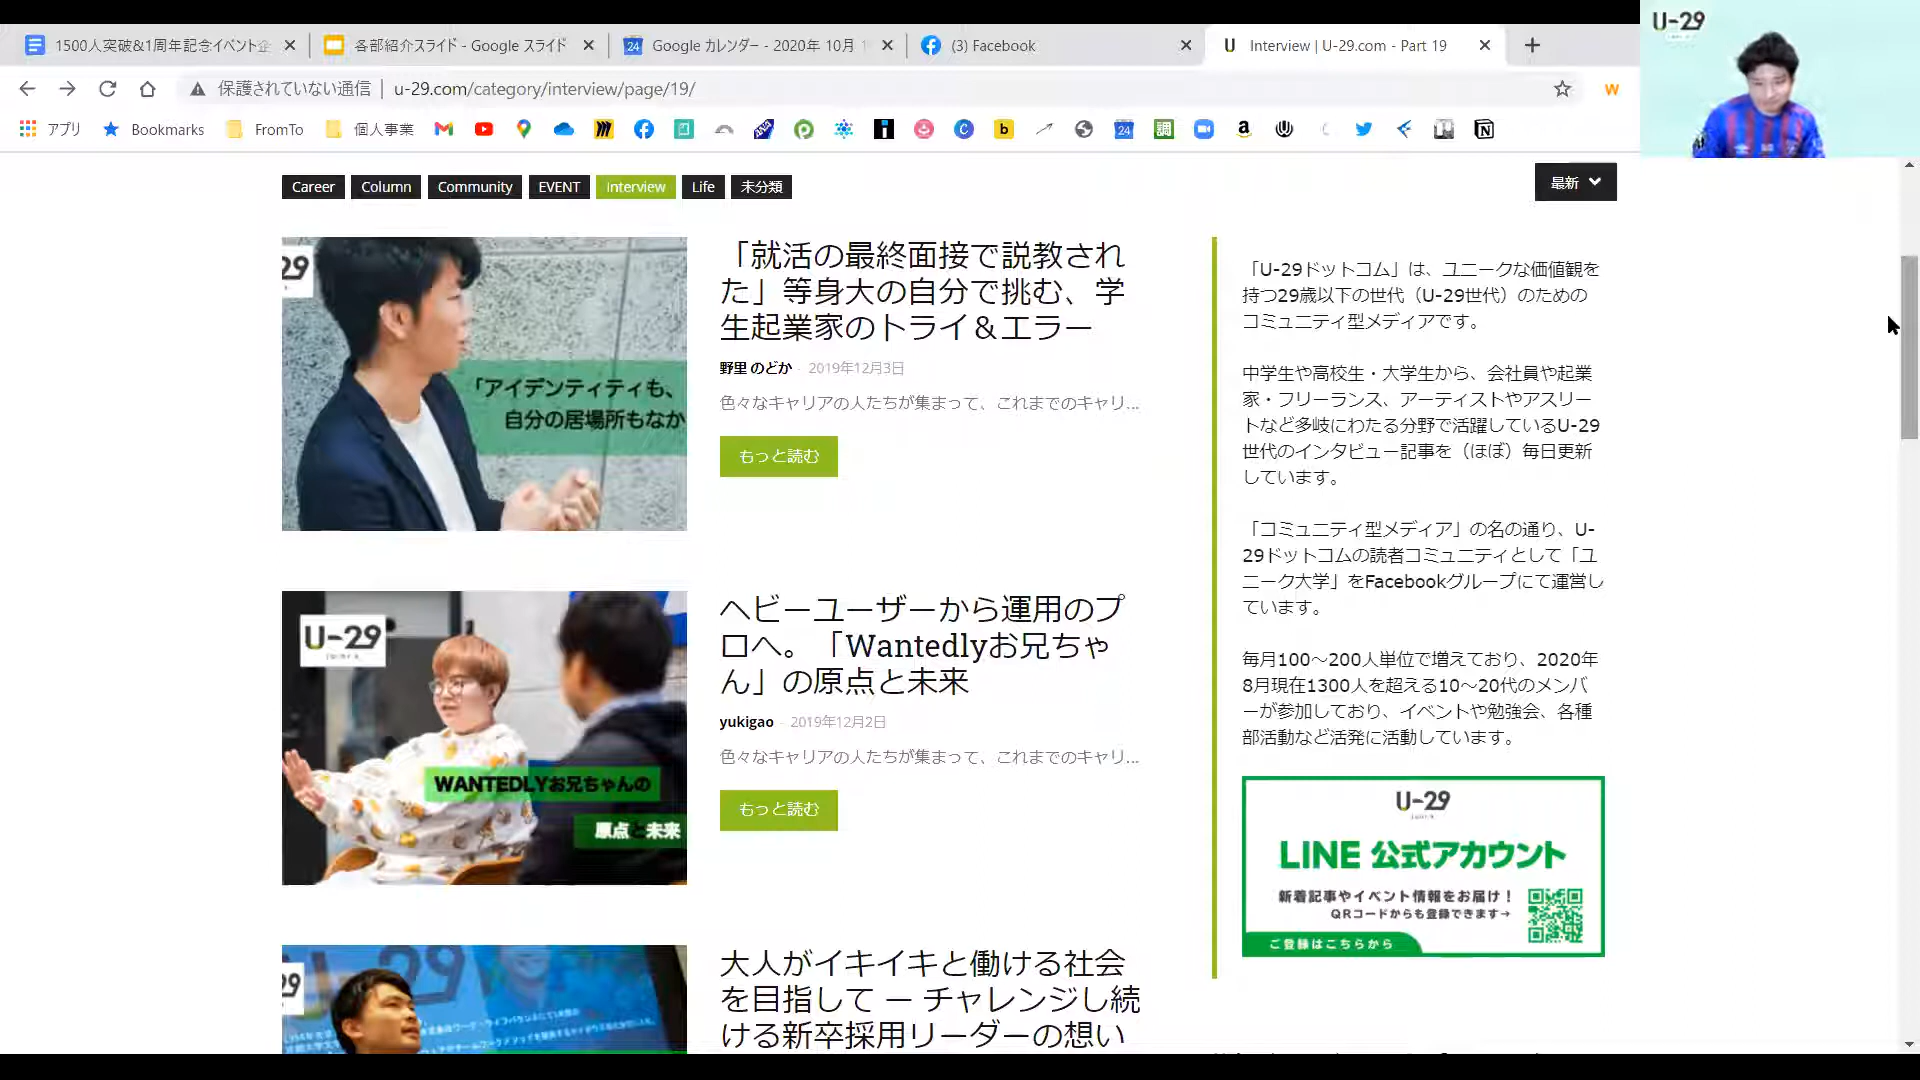 1500人突破&1周年記念イベント企
各部紹介スライド - Google スライド
Google カレンダー - 2020年 10月 1
(3) Facebook
U Interview | U-29.com - Part 19
U-29
保護されていない通信 | u-29.com/category/interview/page/19/
アプリ Bookmarks FromTo 個人事業
Career Column Community EVENT Interview Life 未分類
最新
29
「アイデンティティも、
自分の居場所もなか
「就活の最終面接で説教され
た」等身大の自分で挑む、学
生起業家のトライ＆エラー
野里 のどか - 2019年12月3日
色々なキャリアの人たちが集まって、これまでのキャリ...
もっと読む
U-29
WANTEDLYお兄ちゃんの
原点と未来
ヘビーユーザーから運用のプ
ロへ。「Wantedlyお兄ちゃ
ん」の原点と未来
yukigao - 2019年12月2日
色々なキャリアの人たちが集まって、これまでのキャリ...
もっと読む
29
大人がイキイキと働ける社会
を目指して ー チャレンジし続
ける新卒採用リーダーの想い
「U-29ドットコム」は、ユニークな価値観を
持つ29歳以下の世代（U-29世代）のための
コミュニティ型メディアです。
中学生や高校生・大学生から、会社員や起業
家・フリーランス、アーティストやアスリー
トなど多岐にわたる分野で活躍しているU-29
世代のインタビュー記事を（ほぼ）毎日更新
しています。
「コミュニティ型メディア」の名の通り、U-
29ドットコムの読者コミュニティとして「ユ
ニーク大学」をFacebookグループにて運営し
ています。
毎月100〜200人単位で増えており、2020年
8月現在1300人を超える10〜20代のメンバ
ーが参加しており、イベントや勉強会、各種
部活動など活発に活動しています。
U-29
LINE 公式アカウント
新着記事やイベント情報をお届け！
QRコードからも登録できます→
ご登録はこちらから